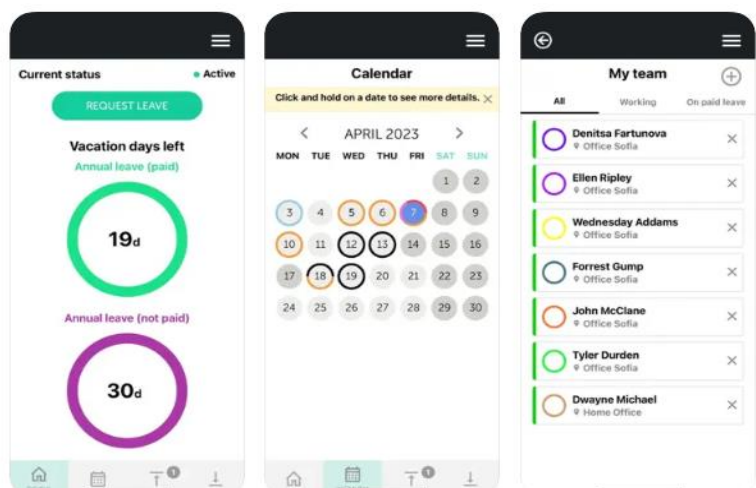 Current status
Active
REQUEST LEAVE
Vacation days left
Annual leave (paid)
19d
Annual leave (not paid)
30d
1
Calendar
Click and hold on a date to see more details.
APRIL 2023
MON TUE WED THU FRI SAT SUN
1 2
3 4 5 6 7 8 9
10 11 12 13 14 15 16
17 18 19 20 21 22 23
24 25 26 27 28 29 30
1
My team
All Working On paid leave
Denitsa Fartunova
Office Sofia
Ellen Ripley
Office Sofia
Wednesday Addams
Office Sofia
Forrest Gump
Office Sofia
John McClane
Office Sofia
Tyler Durden
Office Sofia
Dwayne Michael
Home Office